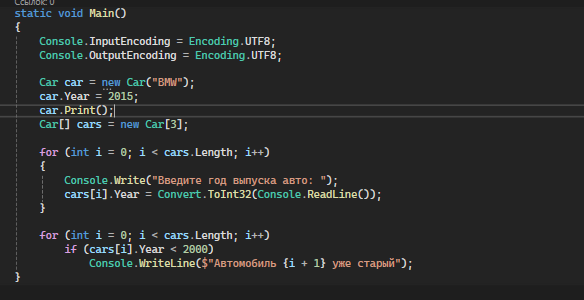 Ссылок: 0
static void Main()
{
Console.InputEncoding = Encoding.UTF8;
Console.OutputEncoding = Encoding.UTF8;
Car car = new Car("BMW");
car.Year = 2015;
car.Print();
Car[] cars = new Car[3];
for (int i = 0; i < cars.Length; i++)
{
Console.Write("Введите год выпуска авто: ");
cars[i].Year = Convert.ToInt32(Console.ReadLine());
}
for (int i = 0; i < cars.Length; i++)
if (cars[i].Year < 2000)
Console.WriteLine($"Автомобиль {i + 1} уже старый");
}